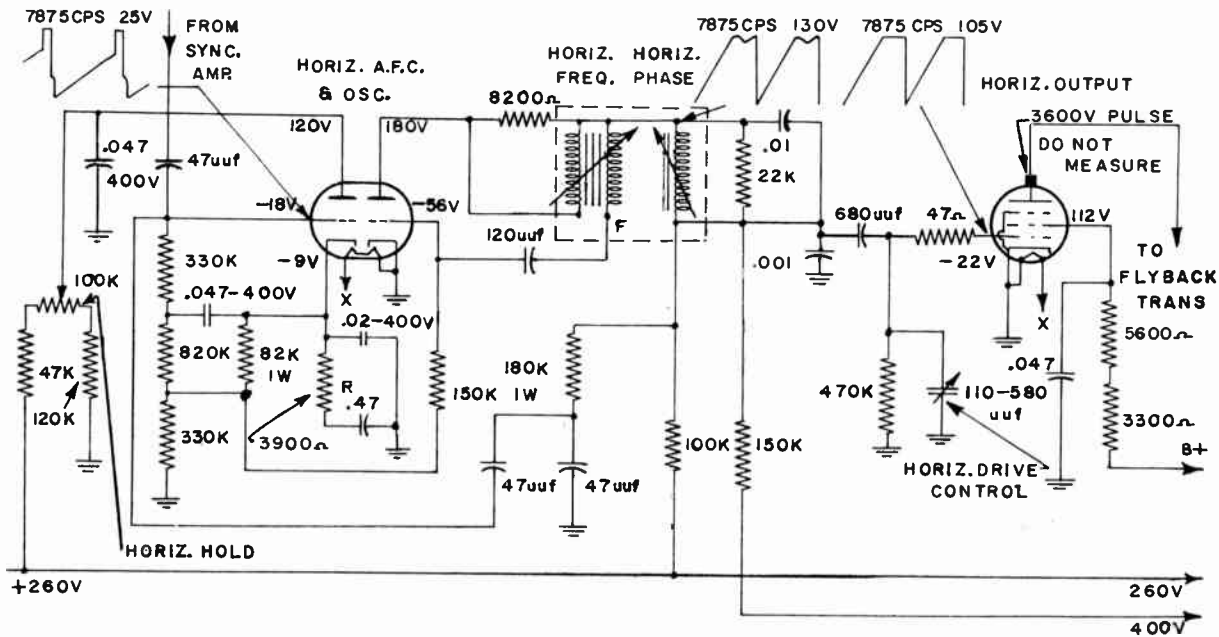 7875CPS 25V
FROM
SYNC.
AMP.
HORIZ. A.F.C.
& OSC.
HORIZ. HORIZ.
FREQ. PHASE
7875CPS 130V
7875 CPS 105V
HORIZ. OUTPUT
3600V PULSE
DO NOT
MEASURE
120V
180V
8200Ω
.047
400V
47uuf
.01
22K
-18V
-56V
-9V
X
F
120uuf
680uuf
47Ω
112V
-22V
.001
X
TO
FLYBACK
TRANS
330K
100K
.047-400V
.02-400V
820K
82K
1W
47K
120K
R
.47
3900Ω
150K
180K
1W
330K
470K
110-580
uuf
.047
5600Ω
3300Ω
B+
100K
150K
47uuf
47uuf
HORIZ. DRIVE
CONTROL
HORIZ. HOLD
+260V
260V
400V